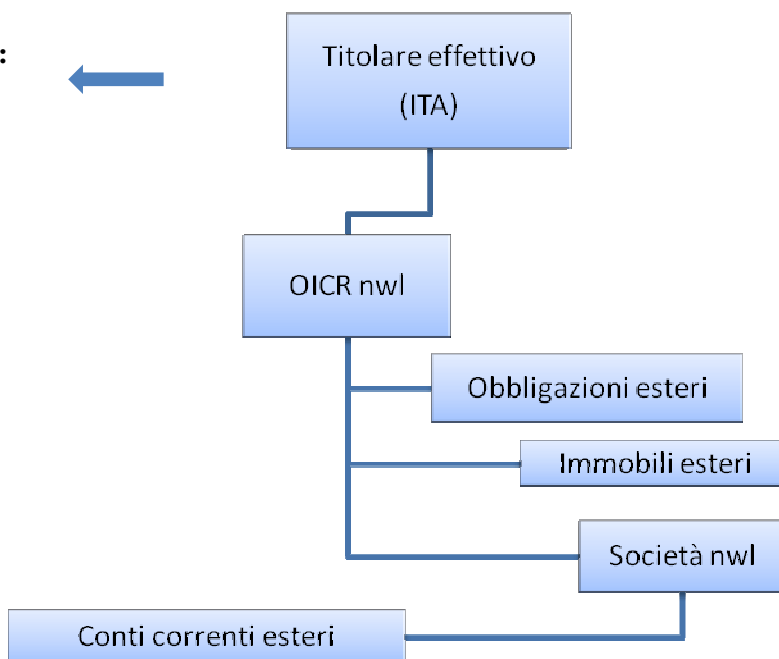 :
Titolare effettivo
(ITA)
OICR nwl
Obbligazioni esteri
Immobili esteri
Società nwl
Conti correnti esteri